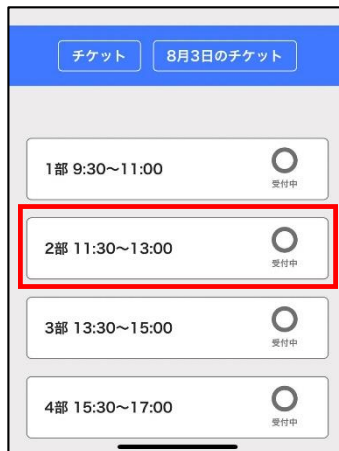 チケット 8月3日のチケット
1部 9:30～11:00
受付中
2部 11:30～13:00
受付中
3部 13:30～15:00
受付中
4部 15:30～17:00
受付中